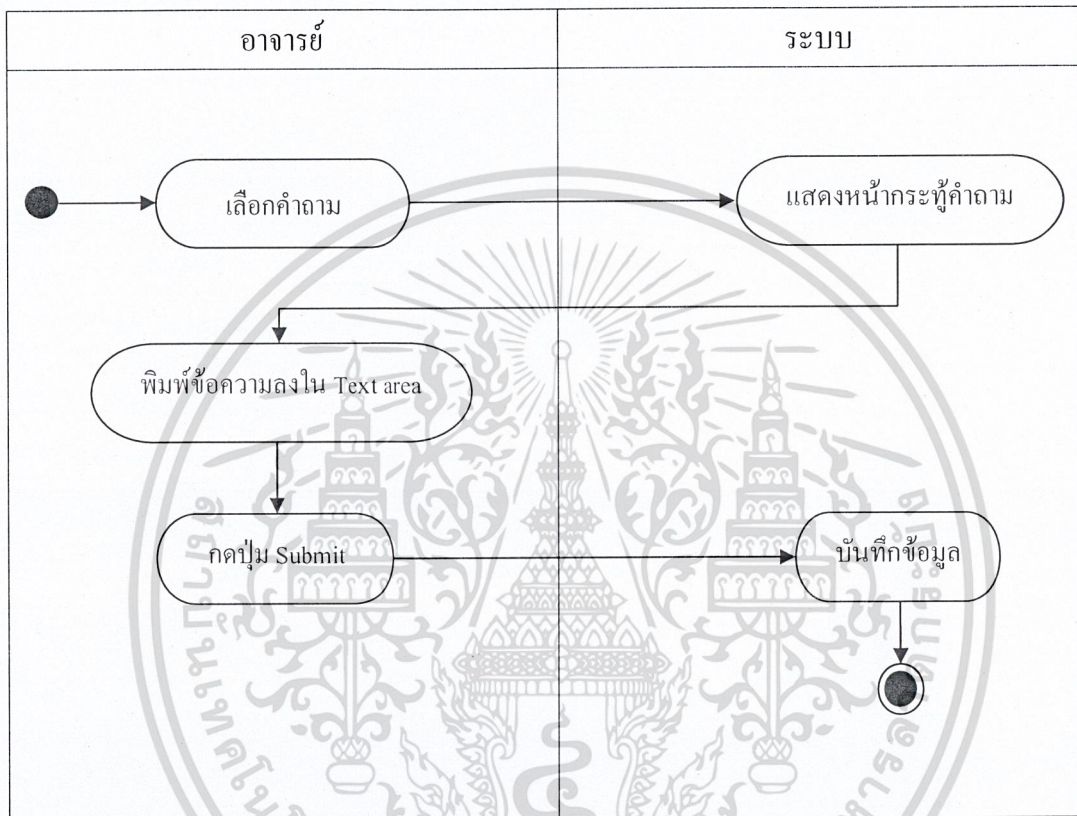 อาจารย์
ระบบ
เลือกคำถาม
แสดงหน้ากระทู้คำถาม
พิมพ์ข้อความลงใน Text area
กดปุ่ม Submit
บันทึกข้อมูล